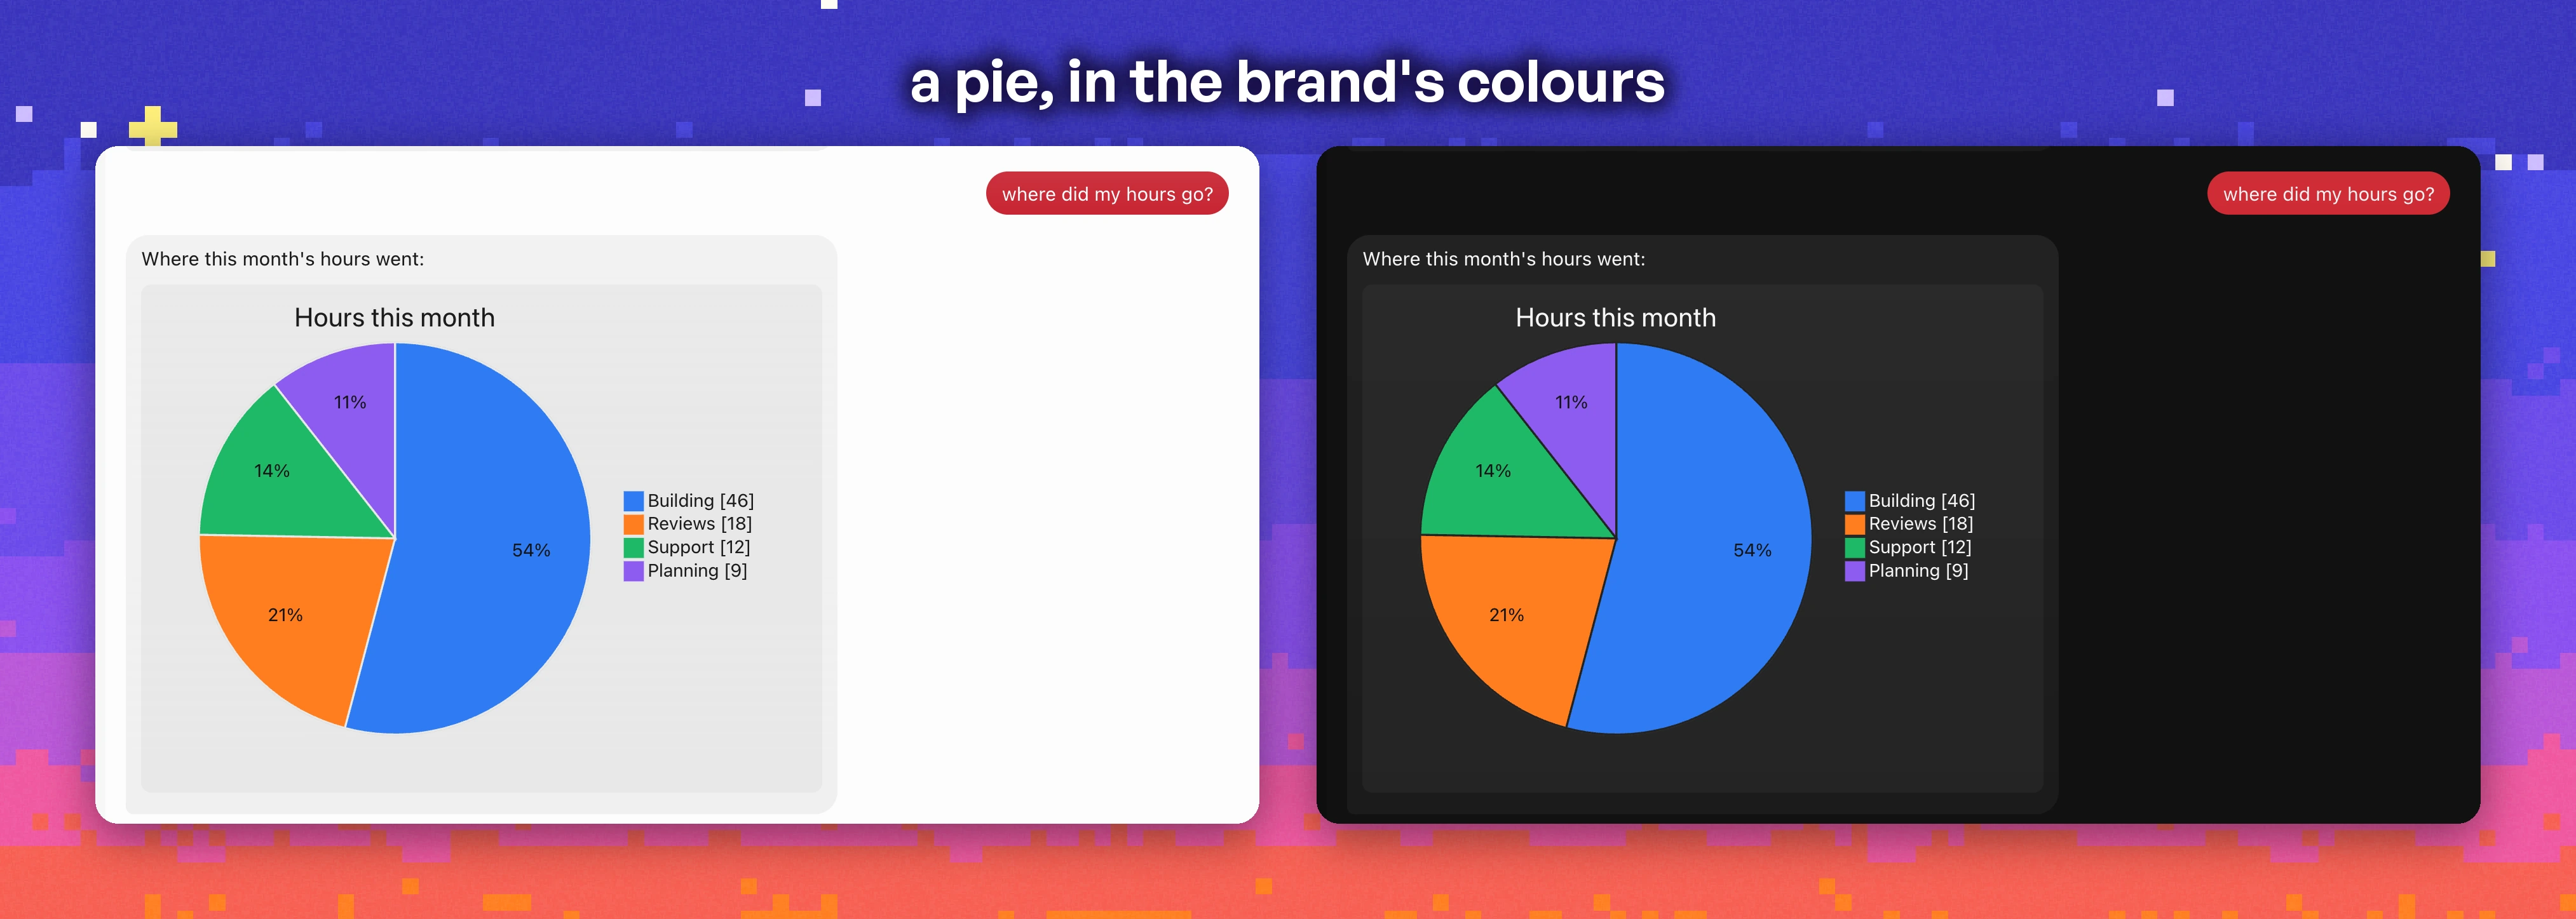 a pie, in the brand's colours
where did my hours go?
Where this month's hours went:
Hours this month
11%
14%
54%
21%
Building [46]
Reviews [18]
Support [12]
Planning [9]
where did my hours go?
Where this month's hours went:
Hours this month
11%
14%
54%
21%
Building [46]
Reviews [18]
Support [12]
Planning [9]